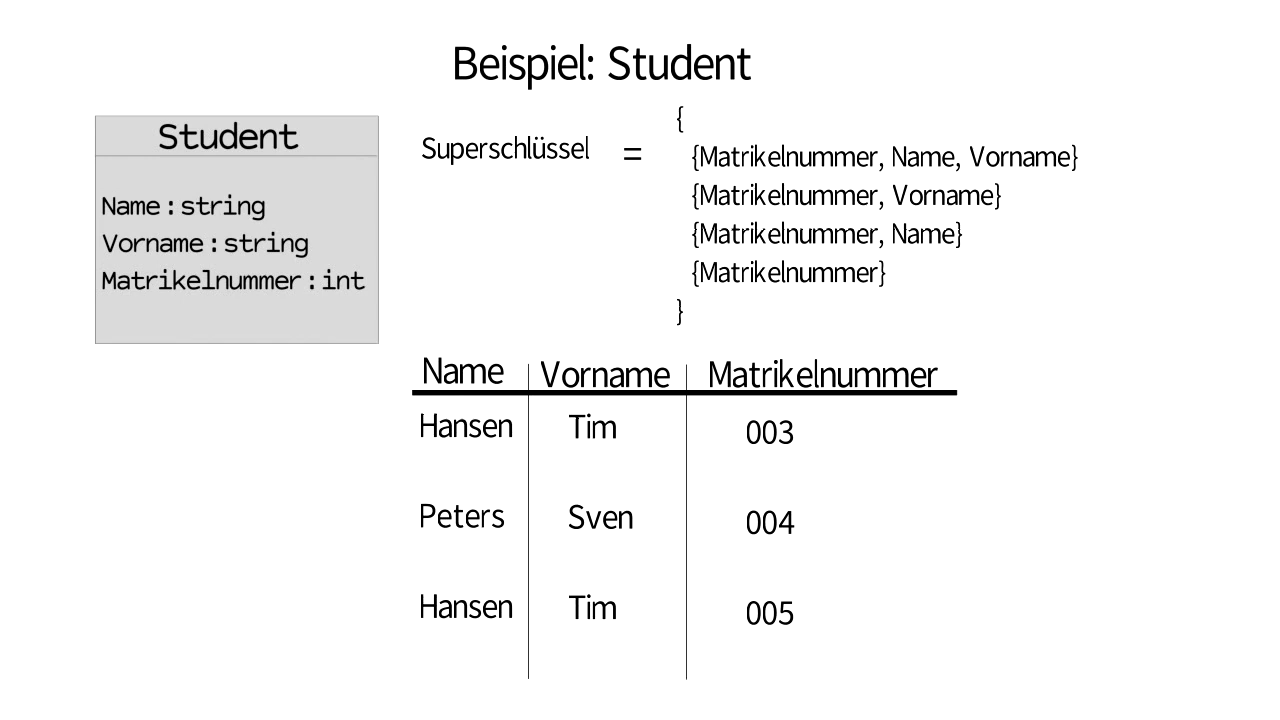 Beispiel: Student
Student
Name : string
Vorname : string
Matrikelnummer : int
Superschlüssel = {
{Matrikelnummer, Name, Vorname}
{Matrikelnummer, Vorname}
{Matrikelnummer, Name}
{Matrikelnummer}
}
Name Vorname Matrikelnummer
Hansen Tim 003
Peters Sven 004
Hansen Tim 005